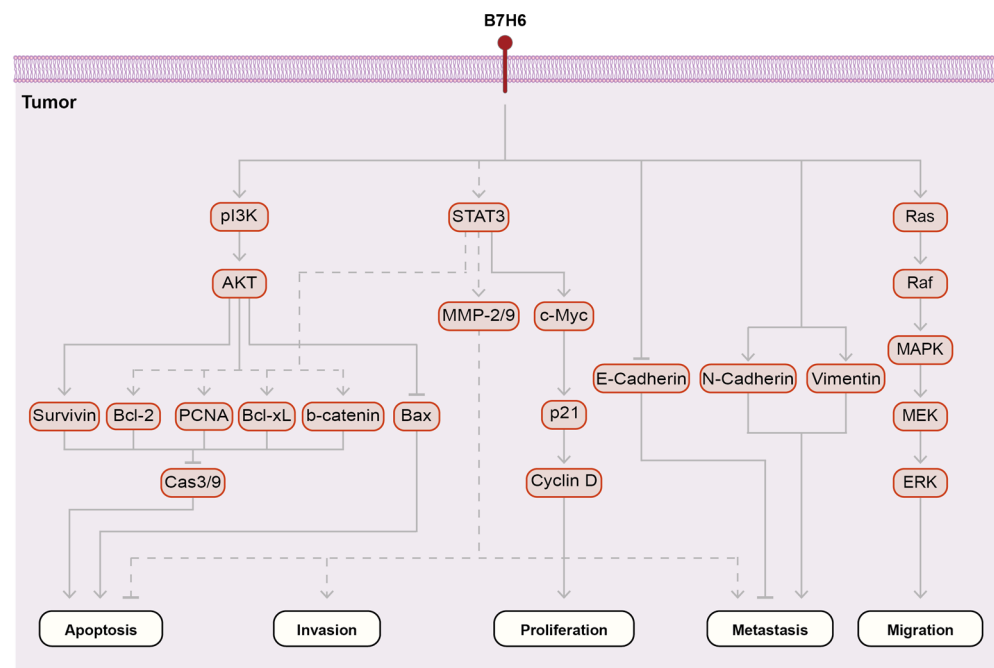 B7H6
Tumor
pI3K
STAT3
Ras
AKT
Raf
MMP-2/9
c-Myc
MAPK
E-Cadherin
N-Cadherin
Vimentin
Survivin
Bcl-2
PCNA
Bcl-xL
b-catenin
Bax
p21
MEK
Cas3/9
Cyclin D
ERK
Apoptosis
Invasion
Proliferation
Metastasis
Migration